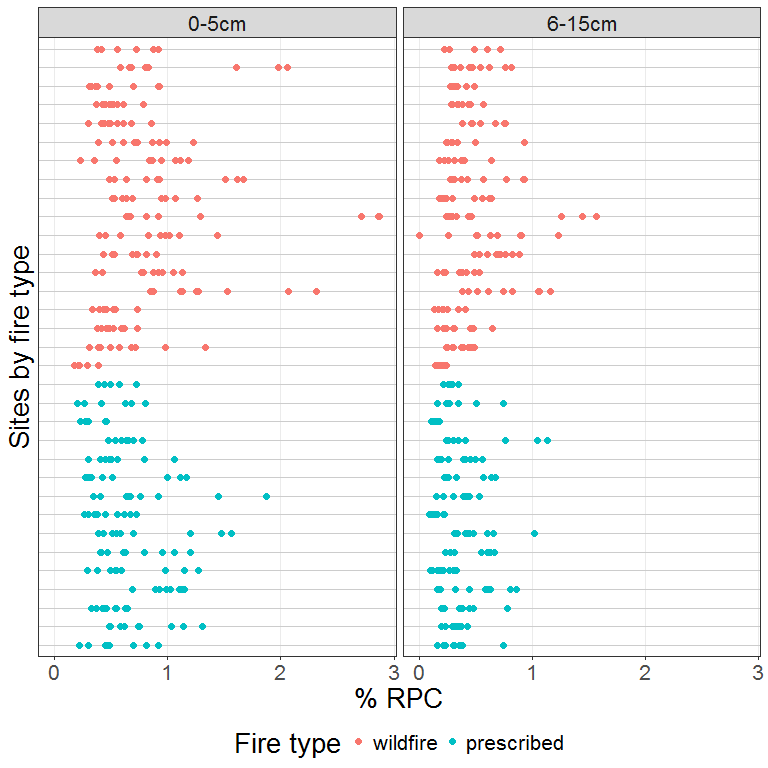 0-5cm 6-15cm
Sites by fire type
0 1 2 3 0 1 2 3
% RPC
Fire type wildfire prescribed